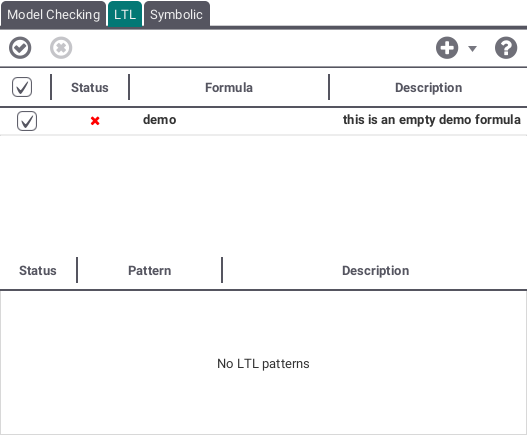 Model Checking LTL Symbolic
Status Formula Description
demo this is an empty demo formula
Status Pattern Description
No LTL patterns